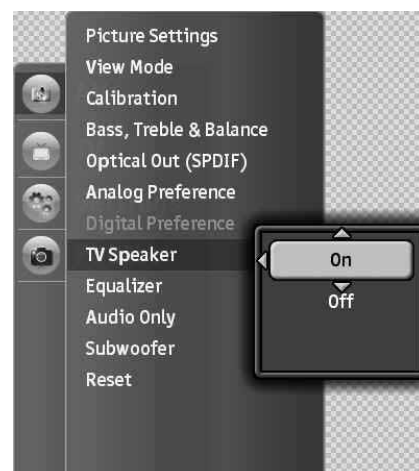 Picture Settings
View Mode
Calibration
Bass, Treble & Balance
Optical Out (SPDIF)
Analog Preference
Digital Preference
TV Speaker
On
Equalizer
Off
Audio Only
Subwoofer
Reset